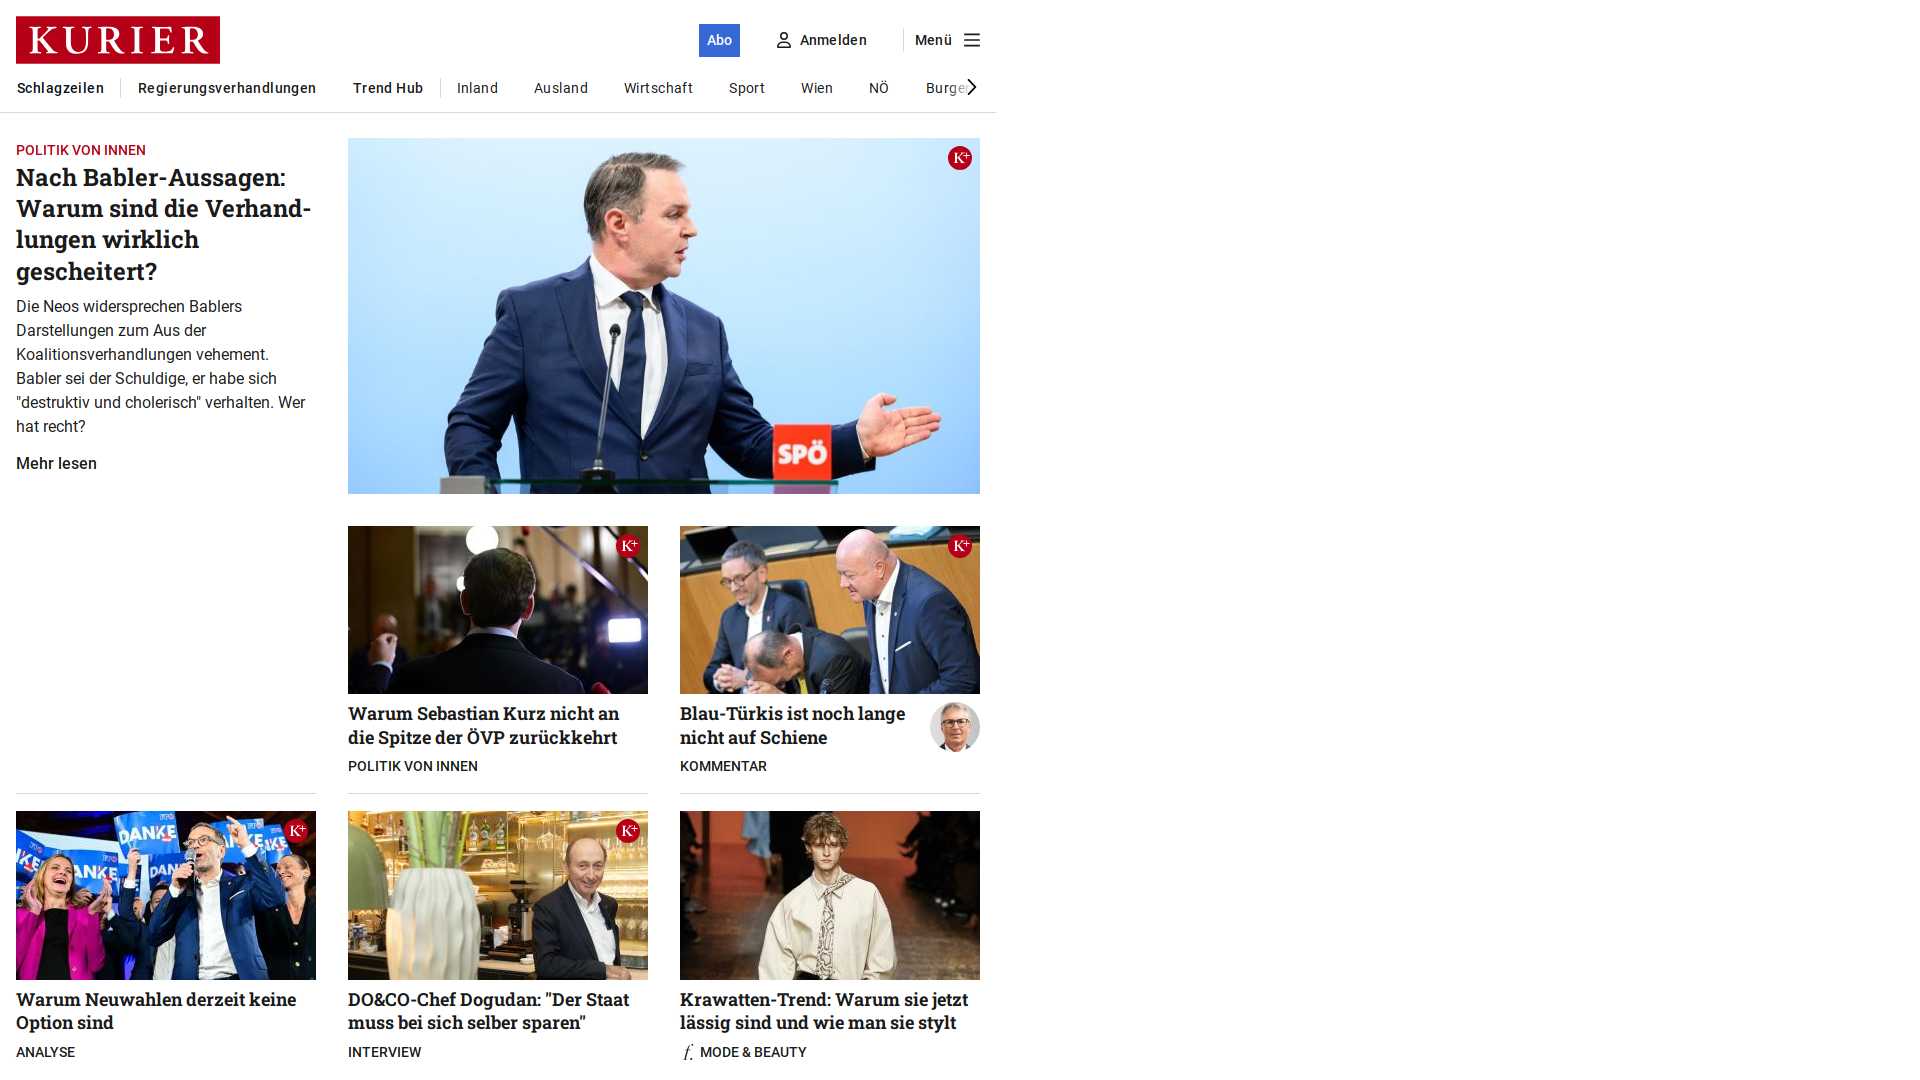 KURIER
Abo
Anmelden
Menü
Schlagzeilen
Regierungsverhandlungen
Trend Hub
Inland
Ausland
Wirtschaft
Sport
Wien
NÖ
POLITIK VON INNEN
Nach Babler-Aussagen:
Warum sind die Verhand-
lungen wirklich
gescheitert?
Die Neos widersprechen Bablers
Darstellungen zum Aus der
Koalitionsverhandlungen vehement.
Babler sei der Schuldige, er habe sich
"destruktiv und cholerisch" verhalten. Wer
hat recht?
Mehr lesen
K+
SPÖ
K+
Warum Sebastian Kurz nicht an
die Spitze der ÖVP zurückkehrt
POLITIK VON INNEN
K+
Blau-Türkis ist noch lange
nicht auf Schiene
KOMMENTAR
DANKE
DANKE
K+
Warum Neuwahlen derzeit keine
Option sind
ANALYSE
K+
DO&CO-Chef Dogudan: "Der Staat
muss bei sich selber sparen"
INTERVIEW
Krawatten-Trend: Warum sie jetzt
lässig sind und wie man sie stylt
f. MODE & BEAUTY